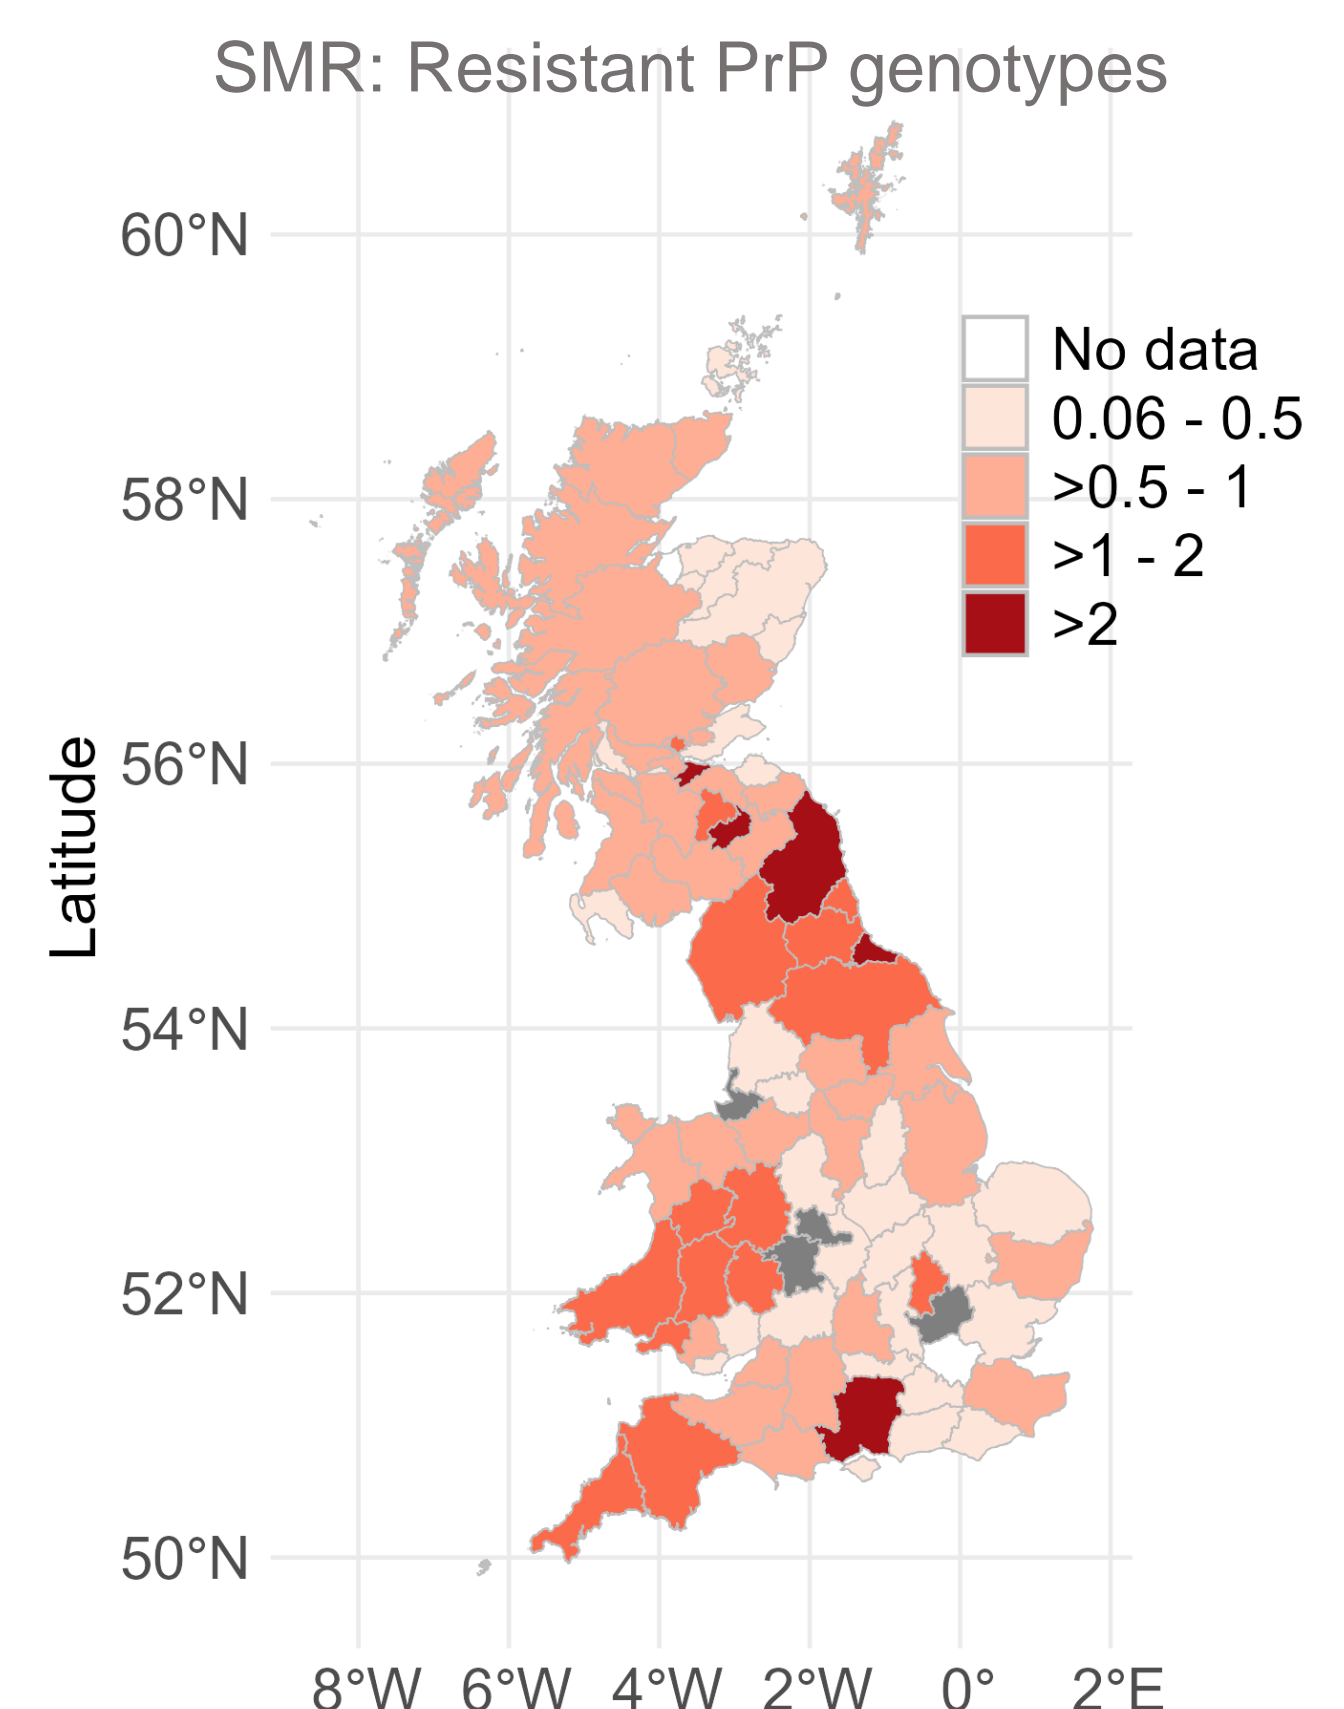 SMR: Resistant PrP genotypes
60°N
58°N
56°N
54°N
52°N
50°N
Latitude
No data
0.06 - 0.5
>0.5 - 1
>1 - 2
>2
8°W 6°W 4°W 2°W 0° 2°E